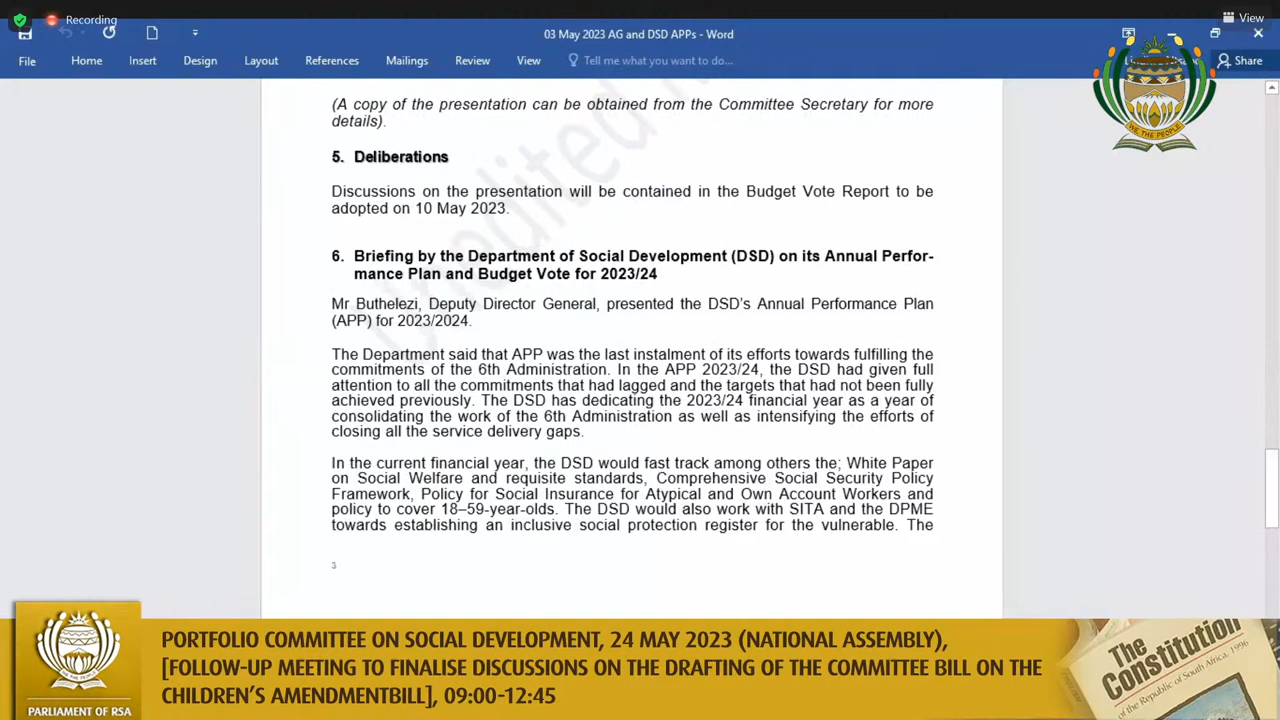 Recording
View
03 May 2023 AG and DSD APPs - Word
File Home Insert Design Layout References Mailings Review View Tell me what you want to do... Share
WE, THE PEOPLE
(A copy of the presentation can be obtained from the Committee Secretary for more
details).
5. Deliberations
Discussions on the presentation will be contained in the Budget Vote Report to be
adopted on 10 May 2023.
6. Briefing by the Department of Social Development (DSD) on its Annual Perfor-
mance Plan and Budget Vote for 2023/24
Mr Buthelezi, Deputy Director General, presented the DSD's Annual Performance Plan
(APP) for 2023/2024.
The Department said that APP was the last instalment of its efforts towards fulfilling the
commitments of the 6th Administration. In the APP 2023/24, the DSD had given full
attention to all the commitments that had lagged and the targets that had not been fully
achieved previously. The DSD has dedicating the 2023/24 financial year as a year of
consolidating the work of the 6th Administration as well as intensifying the efforts of
closing all the service delivery gaps.
In the current financial year, the DSD would fast track among others the; White Paper
on Social Welfare and requisite standards, Comprehensive Social Security Policy
Framework, Policy for Social Insurance for Atypical and Own Account Workers and
policy to cover 18–59-year-olds. The DSD would also work with SITA and the DPME
towards establishing an inclusive social protection register for the vulnerable. The
3
PORTFOLIO COMMITTEE ON SOCIAL DEVELOPMENT, 24 MAY 2023 (NATIONAL ASSEMBLY),
[FOLLOW-UP MEETING TO FINALISE DISCUSSIONS ON THE DRAFTING OF THE COMMITTEE BILL ON THE
CHILDREN'S AMENDMENTBILL], 09:00-12:45
PARLIAMENT OF RSA
The
Constitution
of the Republic of South Africa, 1996